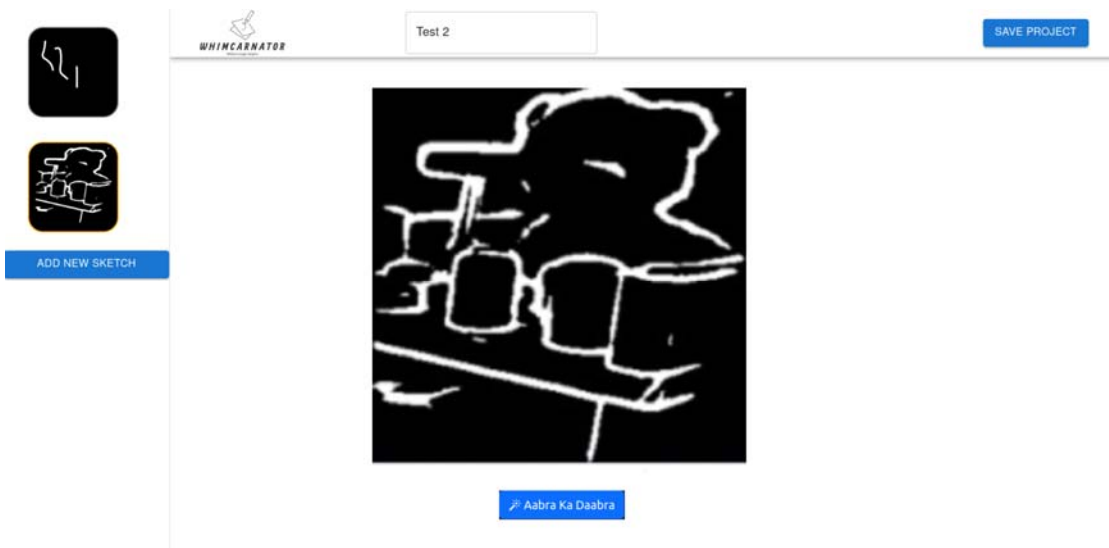 WHIMCARNATOR
Test 2
SAVE PROJECT
ADD NEW SKETCH
Aabra Ka Daabra